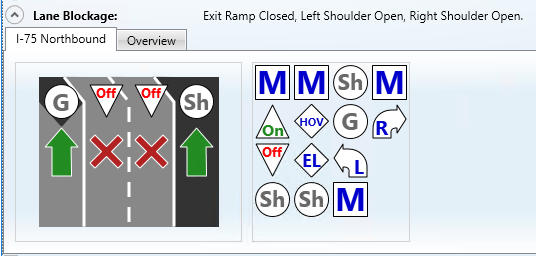 Lane Blockage: Exit Ramp Closed, Left Shoulder Open, Right Shoulder Open.
I-75 Northbound Overview
G Off Off Sh
M M Sh M
On HOV G R
Off EL L
Sh Sh M